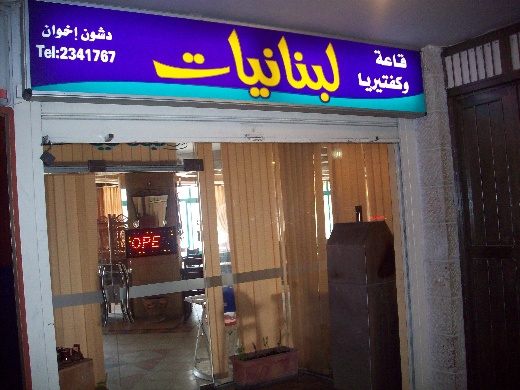 قاعة
وكفتيريا
لبنانيات
دشون إخوان
Tel:2341767
OPE